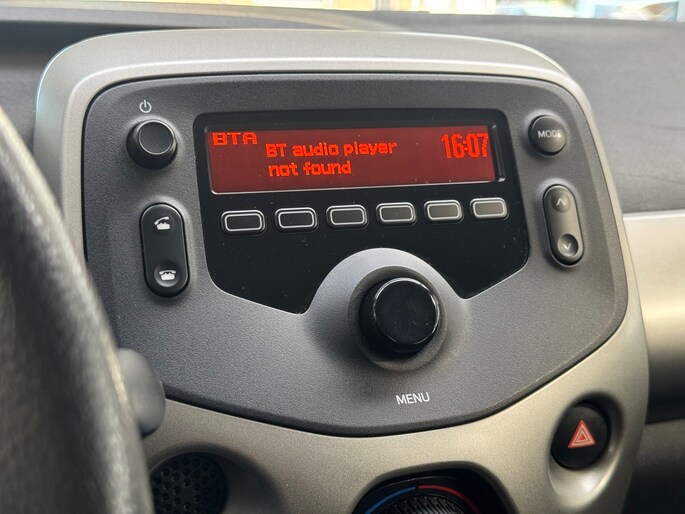 BTA
BT audio player
not found
16:07
MODE
MENU